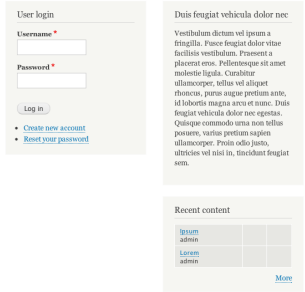 User login
Username *
Password *
Log in
Create new account
Reset your password
Duis feugiat vehicula dolor nec
Vestibulum dictum vel ipsum a
fringilla. Fusce feugiat dolor vitae
facilisis vestibulum. Praesent a
placerat eros. Pellentesque sit amet
molestie ligula. Curabitur
ullamcorper, tellus vel aliquet
rhoncus, purus augue pretium ante,
id lobortis magna arcu et nunc. Duis
feugiat vehicula dolor nec egestas.
Quisque commodo urna non tellus
posuere, varius pretium sapien
ullamcorper. Proin odio justo,
ultricies vel nisi in, tincidunt feugiat
sem.
Recent content
Ipsum
admin
Lorem
admin
More